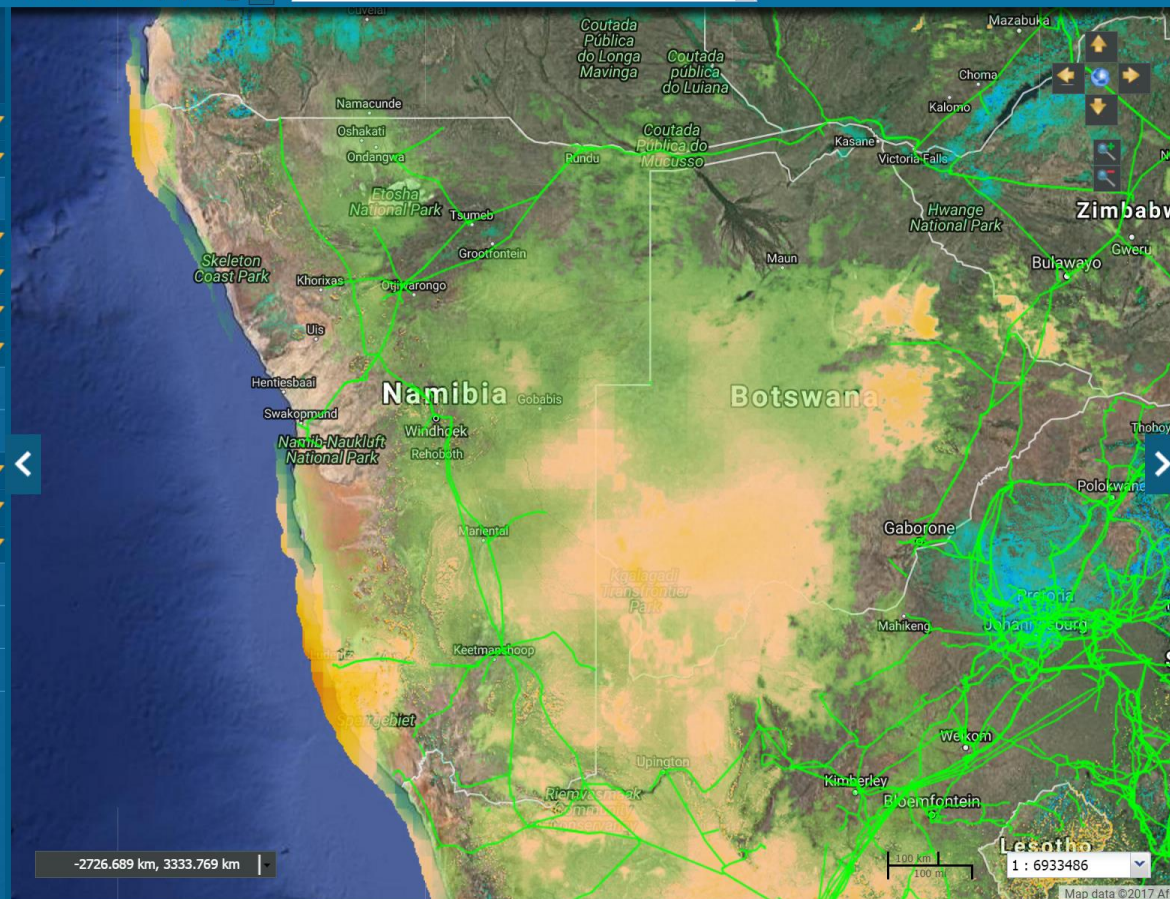 Cuvelai
Coutada
Pública
do Longa
Mavinga
Coutada
pública
do Luiana
Mazabuka
Choma
Kalomo
Namacunde
Oshakati
Ondangwa
Rundu
Coutada
Pública do
Mucusso
Kasane
Victoria Falls
Etosha
National Park
Tsumeb
Grootfontein
Hwange
National Park
Zimbabw
Gweru
Skeleton
Coast Park
Khorixas
Otjiwarongo
Maun
Bulawayo
Uis
Hentiesbaai
Namibia
Gobabis
Botswana
Swakopmund
Windhoek
Namib-Naukluft
National Park
Rehoboth
Thohoy
Polokwane
Mariental
Gaborone
Kgalagadi
Transfrontier
Park
Pretoria
Johannesburg
Mahikeng
Keetmanshoop
Sperrgebiet
Upington
Welkom
Kimberley
Riemvasmaak
Bloemfontein
Lesotho
-2726.689 km, 3333.769 km
100 km
100 mi
1 : 6933486
Map data ©2017 Af